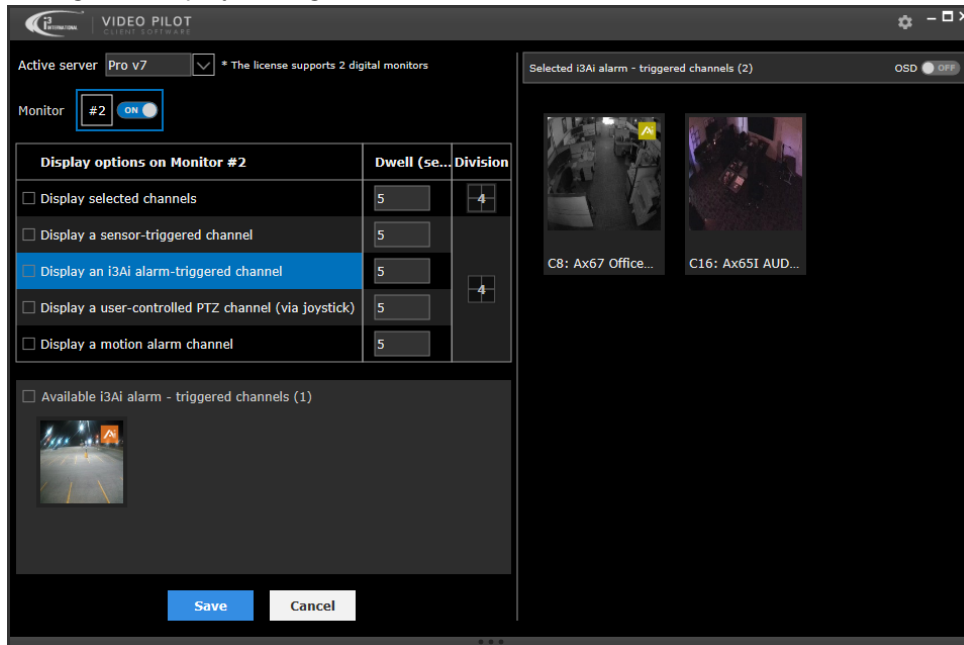 i3 INTERNATIONAL
VIDEO PILOT
CLIENT SOFTWARE
Active server Pro v7 * The license supports 2 digital monitors
Monitor #2 ON
Display options on Monitor #2 Dwell (se... Division
Display selected channels 5 4
Display a sensor-triggered channel 5
Display an i3Ai alarm-triggered channel 5
4
Display a user-controlled PTZ channel (via joystick) 5
Display a motion alarm channel 5
Available i3Ai alarm - triggered channels (1)
Ai
Save Cancel
Selected i3Ai alarm - triggered channels (2) OSD OFF
Ai
C8: Ax67 Office... C16: Ax65I AUD...